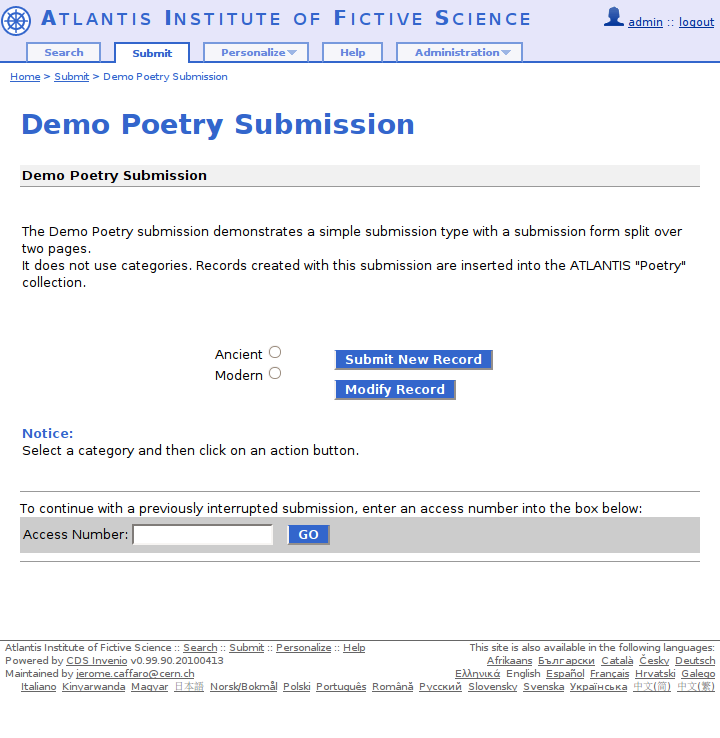 Atlantis Institute of Fictive Science
admin :: logout
Search Submit Personalize Help Administration
Home > Submit > Demo Poetry Submission
Demo Poetry Submission
Demo Poetry Submission
The Demo Poetry submission demonstrates a simple submission type with a submission form split over
two pages.
It does not use categories. Records created with this submission are inserted into the ATLANTIS "Poetry"
collection.
Ancient
Modern
Submit New Record
Modify Record
Notice:
Select a category and then click on an action button.
To continue with a previously interrupted submission, enter an access number into the box below:
Access Number: GO
Atlantis Institute of Fictive Science :: Search :: Submit :: Personalize :: Help
Powered by CDS Invenio v0.99.90.20100413
Maintained by jerome.caffaro@cern.ch
This site is also available in the following languages:
Afrikaans Български Català Česky Deutsch
Ελληνικά English Español Français Hrvatski Galego
Italiano Kinyarwanda Magyar 日本語 Norsk/Bokmål Polski Português Română Русский Slovensky Svenska Українська 中文(简) 中文(繁)